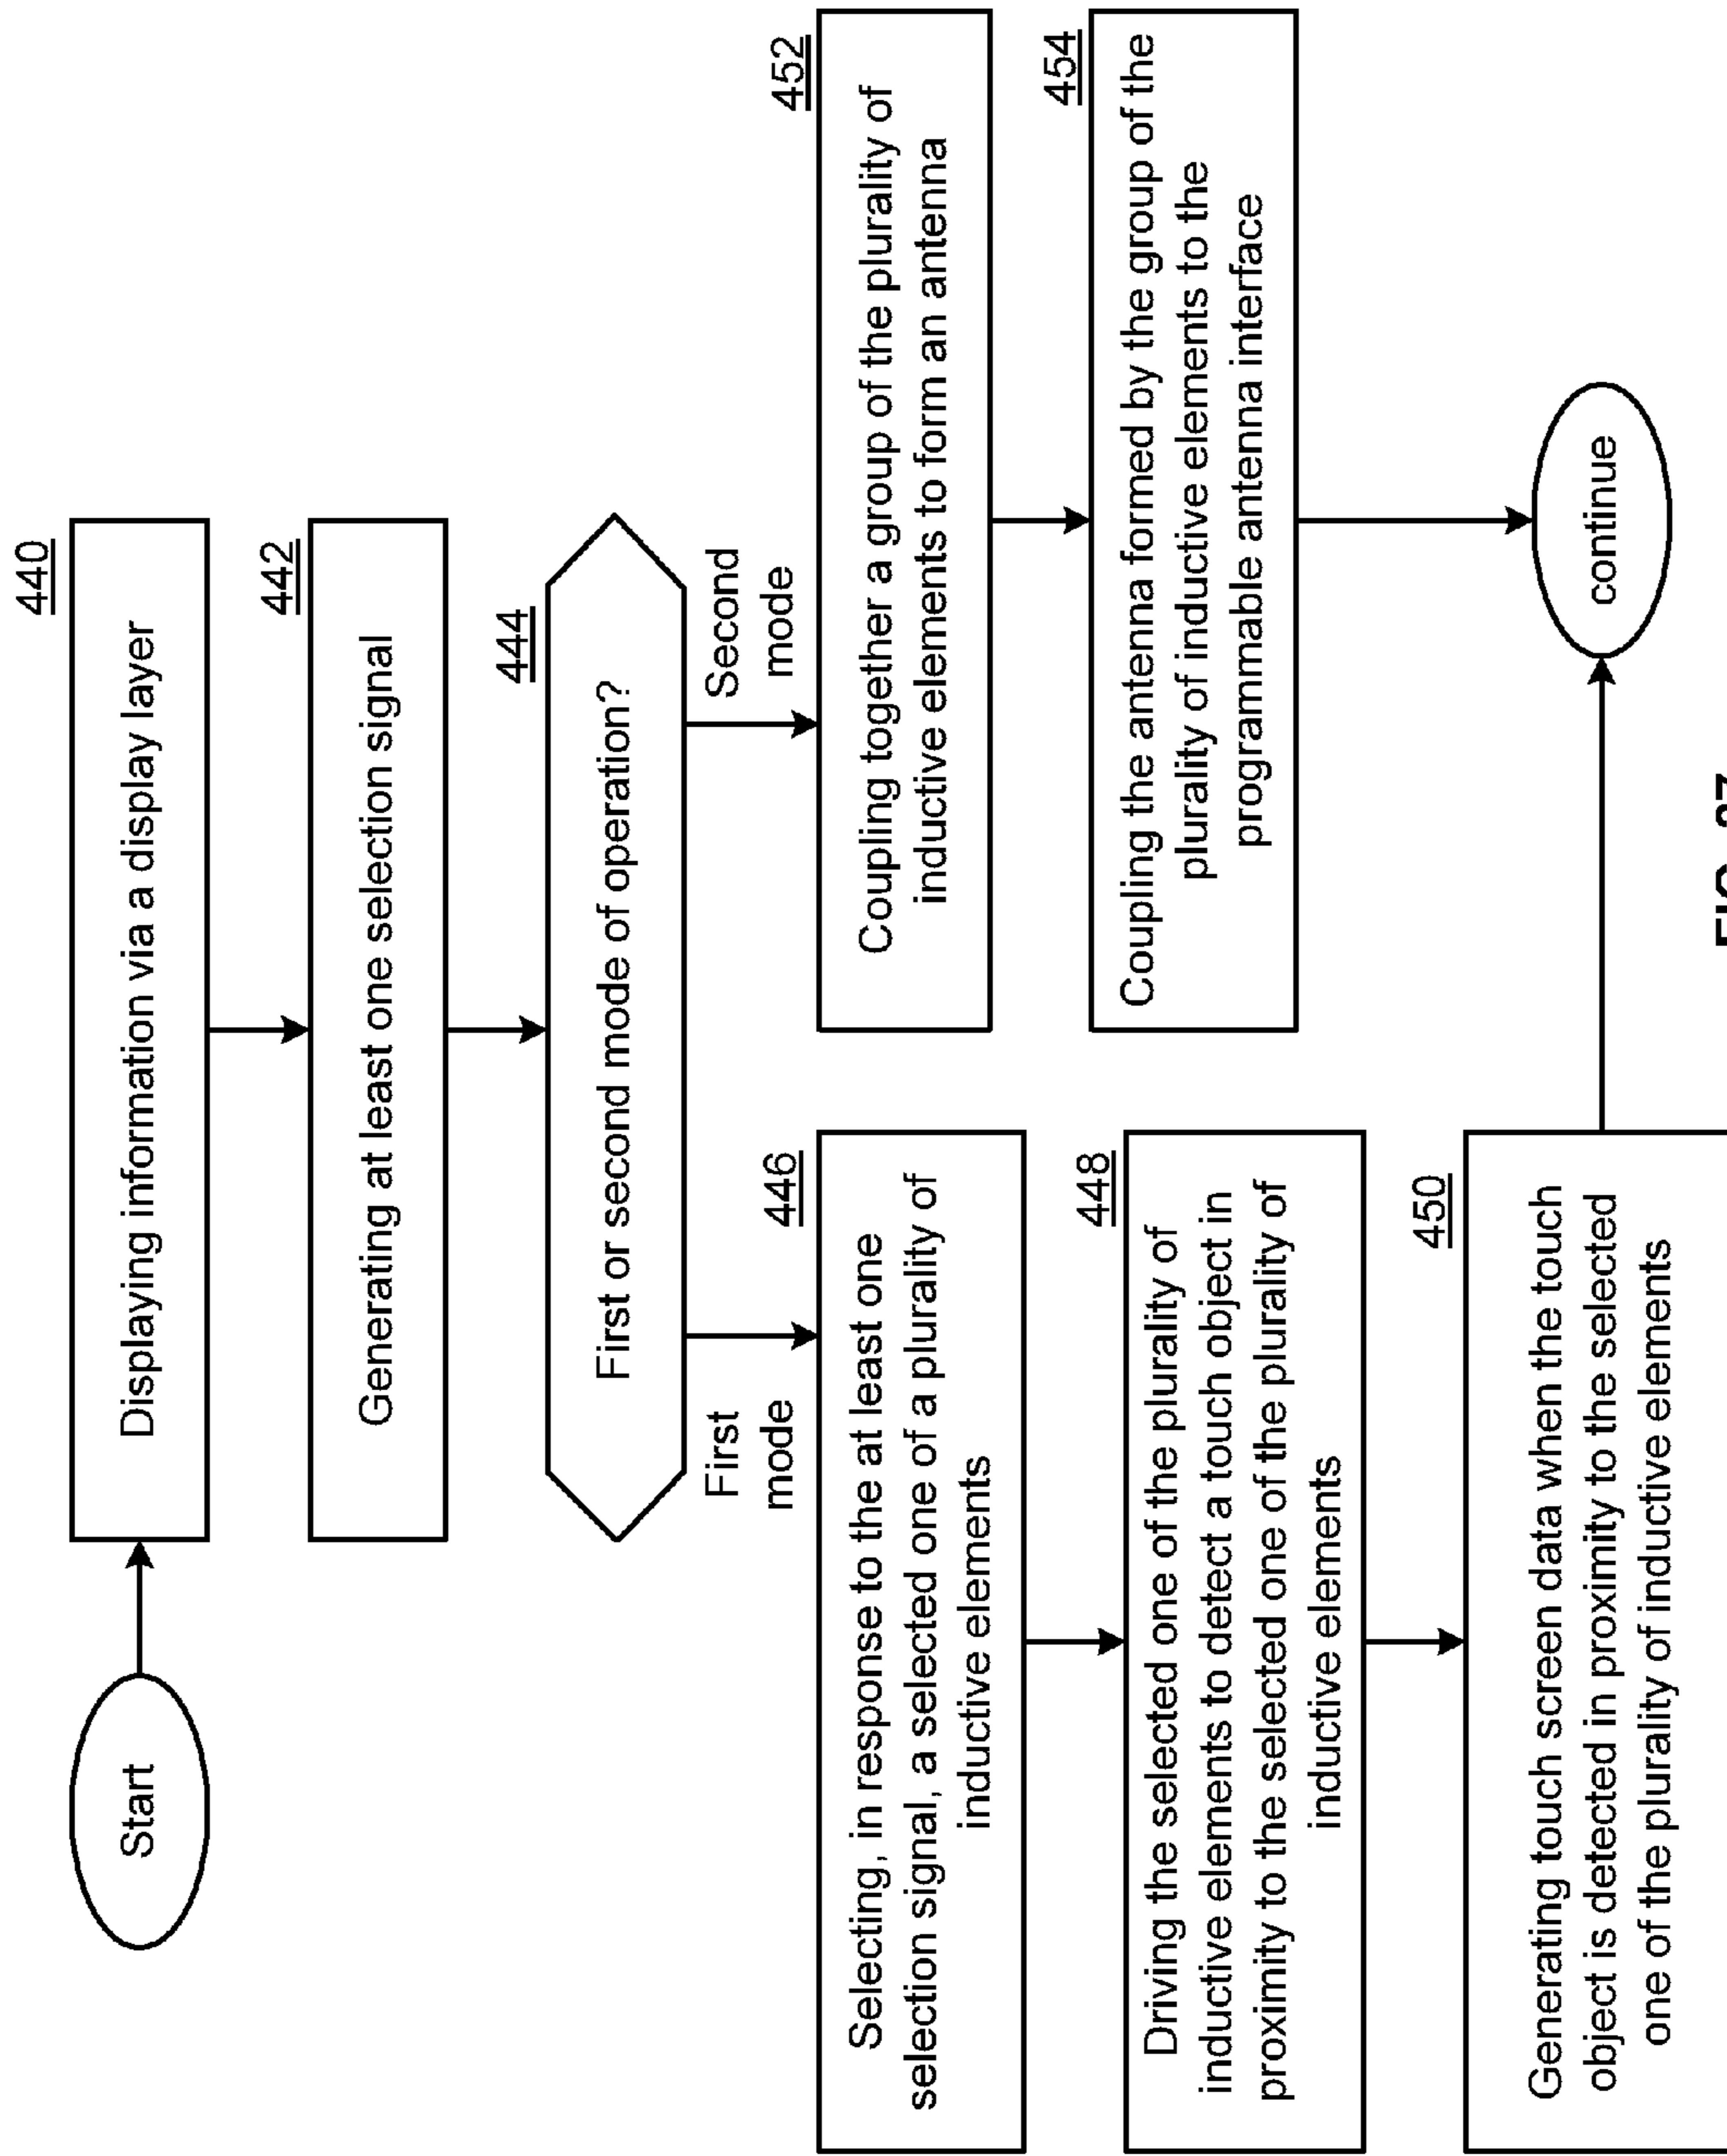 Start
440
Displaying information via a display layer
442
Generating at least one selection signal
444
First or second mode of operation?
First
mode
Second
mode
446
Selecting, in response to the at least one
selection signal, a selected one of a plurality of
inductive elements
448
Driving the selected one of the plurality of
inductive elements to detect a touch object in
proximity to the selected one of the plurality of
inductive elements
450
Generating touch screen data when the touch
object is detected in proximity to the selected
one of the plurality of inductive elements
452
Coupling together a group of the plurality of
inductive elements to form an antenna
454
Coupling the antenna formed by the group of the
plurality of inductive elements to the
programmable antenna interface
continue